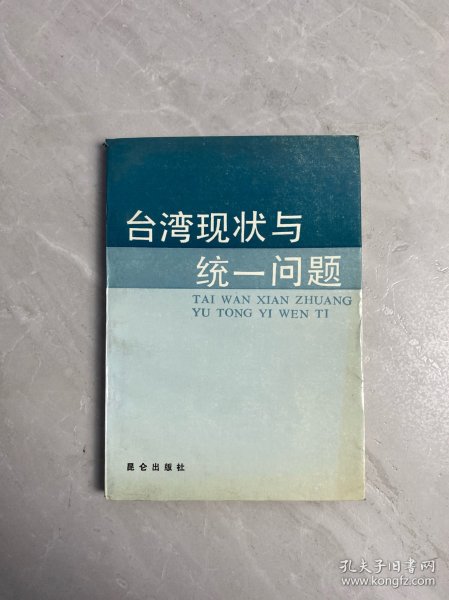 台湾现状与
统一问题
TAI WAN XIAN ZHUANG
YU TONG YI WEN TI
昆仑出版社
孔夫子旧书网
www.kongfz.com